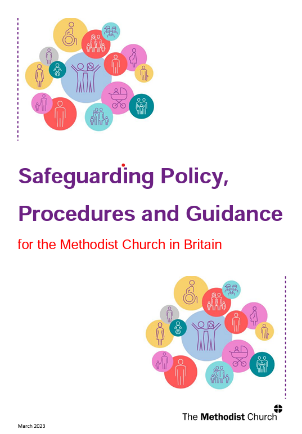 Safeguarding Policy,
Procedures and Guidance
for the Methodist Church in Britain
The Methodist Church
March 2023